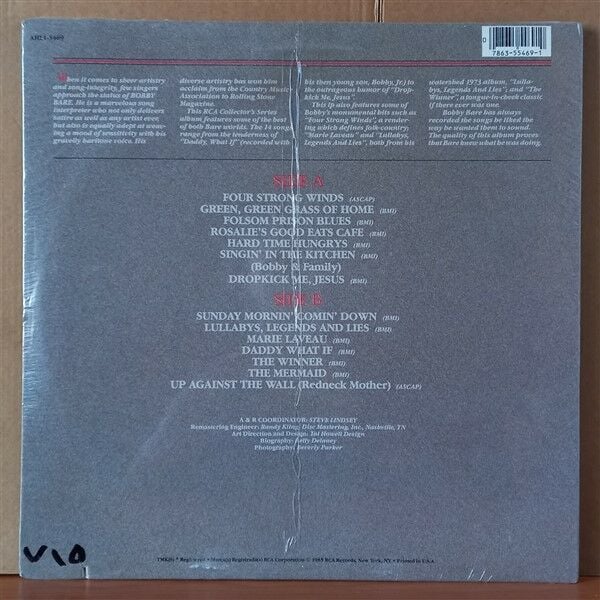 AHL1-5469
0
7863-55469-1
When it comes to sheer artistry
and song-integrity, few singers
approach the status of BOBBY
BARE. He is a marvelous song
interpreter who not only delivers
satire as well as any artist ever,
but also is equally adept at weav-
ing a mood of sensitivity with his
gravelly baritone voice. His
diverse artistry has won him
acclaim from the Country Music
Association to Rolling Stone
Magazine.
This RCA Collector's Series
album features some of the best
of both Bare worlds. The 14 songs
range from the tenderness of
"Daddy, What If" (recorded with
his then young son, Bobby, Jr.) to
the outrageous humor of "Drop-
kick Me, Jesus".
This lp also features some of
Bobby's monumental hits such as
"Four Strong Winds", a render-
ing which defines folk-country;
"Marie Laveau" and "Lullabys,
Legends And Lies", both from his
watershed 1973 album, "Lulla-
bys, Legends And Lies", and "The
Winner", a tongue-in-cheek classic
if there ever was one.
Bobby Bare has always
recorded the songs he liked the
way he wanted them to sound.
The quality of this album proves
that Bare knew what he was doing.
SIDE A
FOUR STRONG WINDS (ASCAP)
GREEN, GREEN GRASS OF HOME (BMI)
FOLSOM PRISON BLUES (BMI)
ROSALIE'S GOOD EATS CAFE (BMI)
HARD TIME HUNGRYS (BMI)
SINGIN' IN THE KITCHEN (BMI)
(Bobby & Family)
DROPKICK ME, JESUS (BMI)
SIDE B
SUNDAY MORNIN' COMIN' DOWN (BMI)
LULLABYS, LEGENDS AND LIES (BMI)
MARIE LAVEAU (BMI)
DADDY WHAT IF (BMI)
THE WINNER (BMI)
THE MERMAID (BMI)
UP AGAINST THE WALL (Redneck Mother) (ASCAP)
A & R COORDINATOR: STEVE LINDSEY
Remastering Engineer: Randy Kling; Disc Mastering, Inc., Nashville, TN
Art Direction and Design: Tal Howell Design
Biography: Kelly Delaney
Photography: Beverly Parker
V10
TMK(s) ® Registered • Marca(s) Registrada(s) RCA Corporation © 1985 RCA Records, New York, NY • Printed in U.S.A.